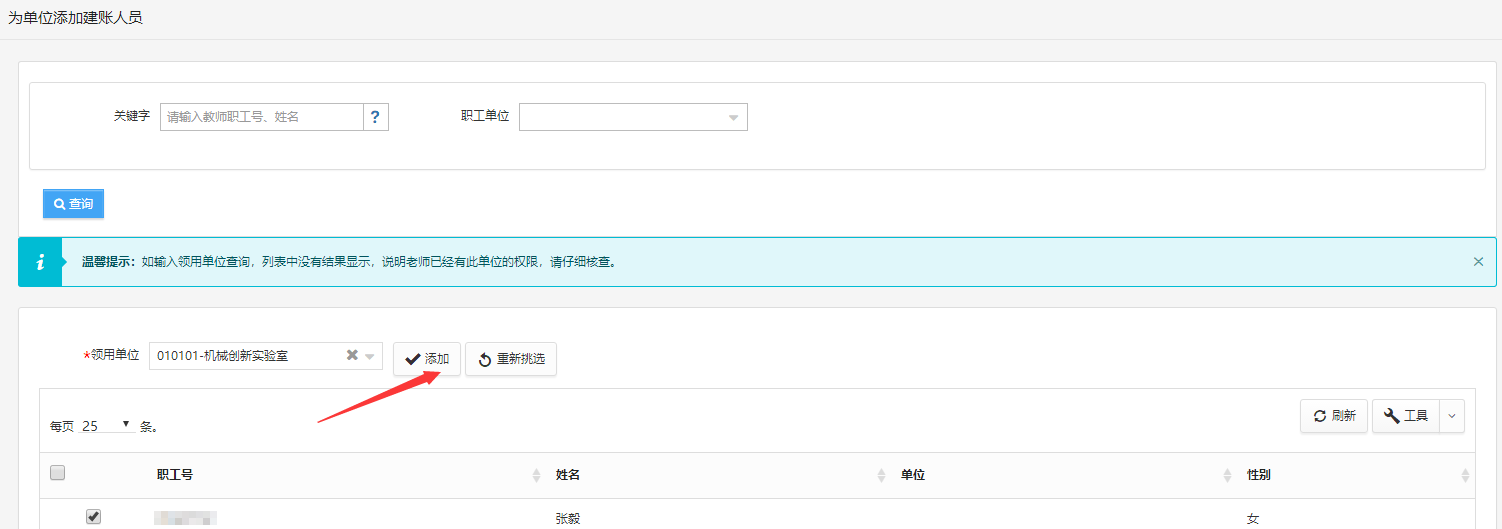 为单位添加建账人员
关键字 请输入教师职工号、姓名 ? 职工单位
查询
温馨提示：如输入领用单位查询，列表中没有结果显示，说明老师已经有此单位的权限，请仔细核查。
*领用单位 010101-机械创新实验室 添加 重新挑选
每页 25 条。 刷新 工具
职工号 姓名 单位 性别
张毅 女